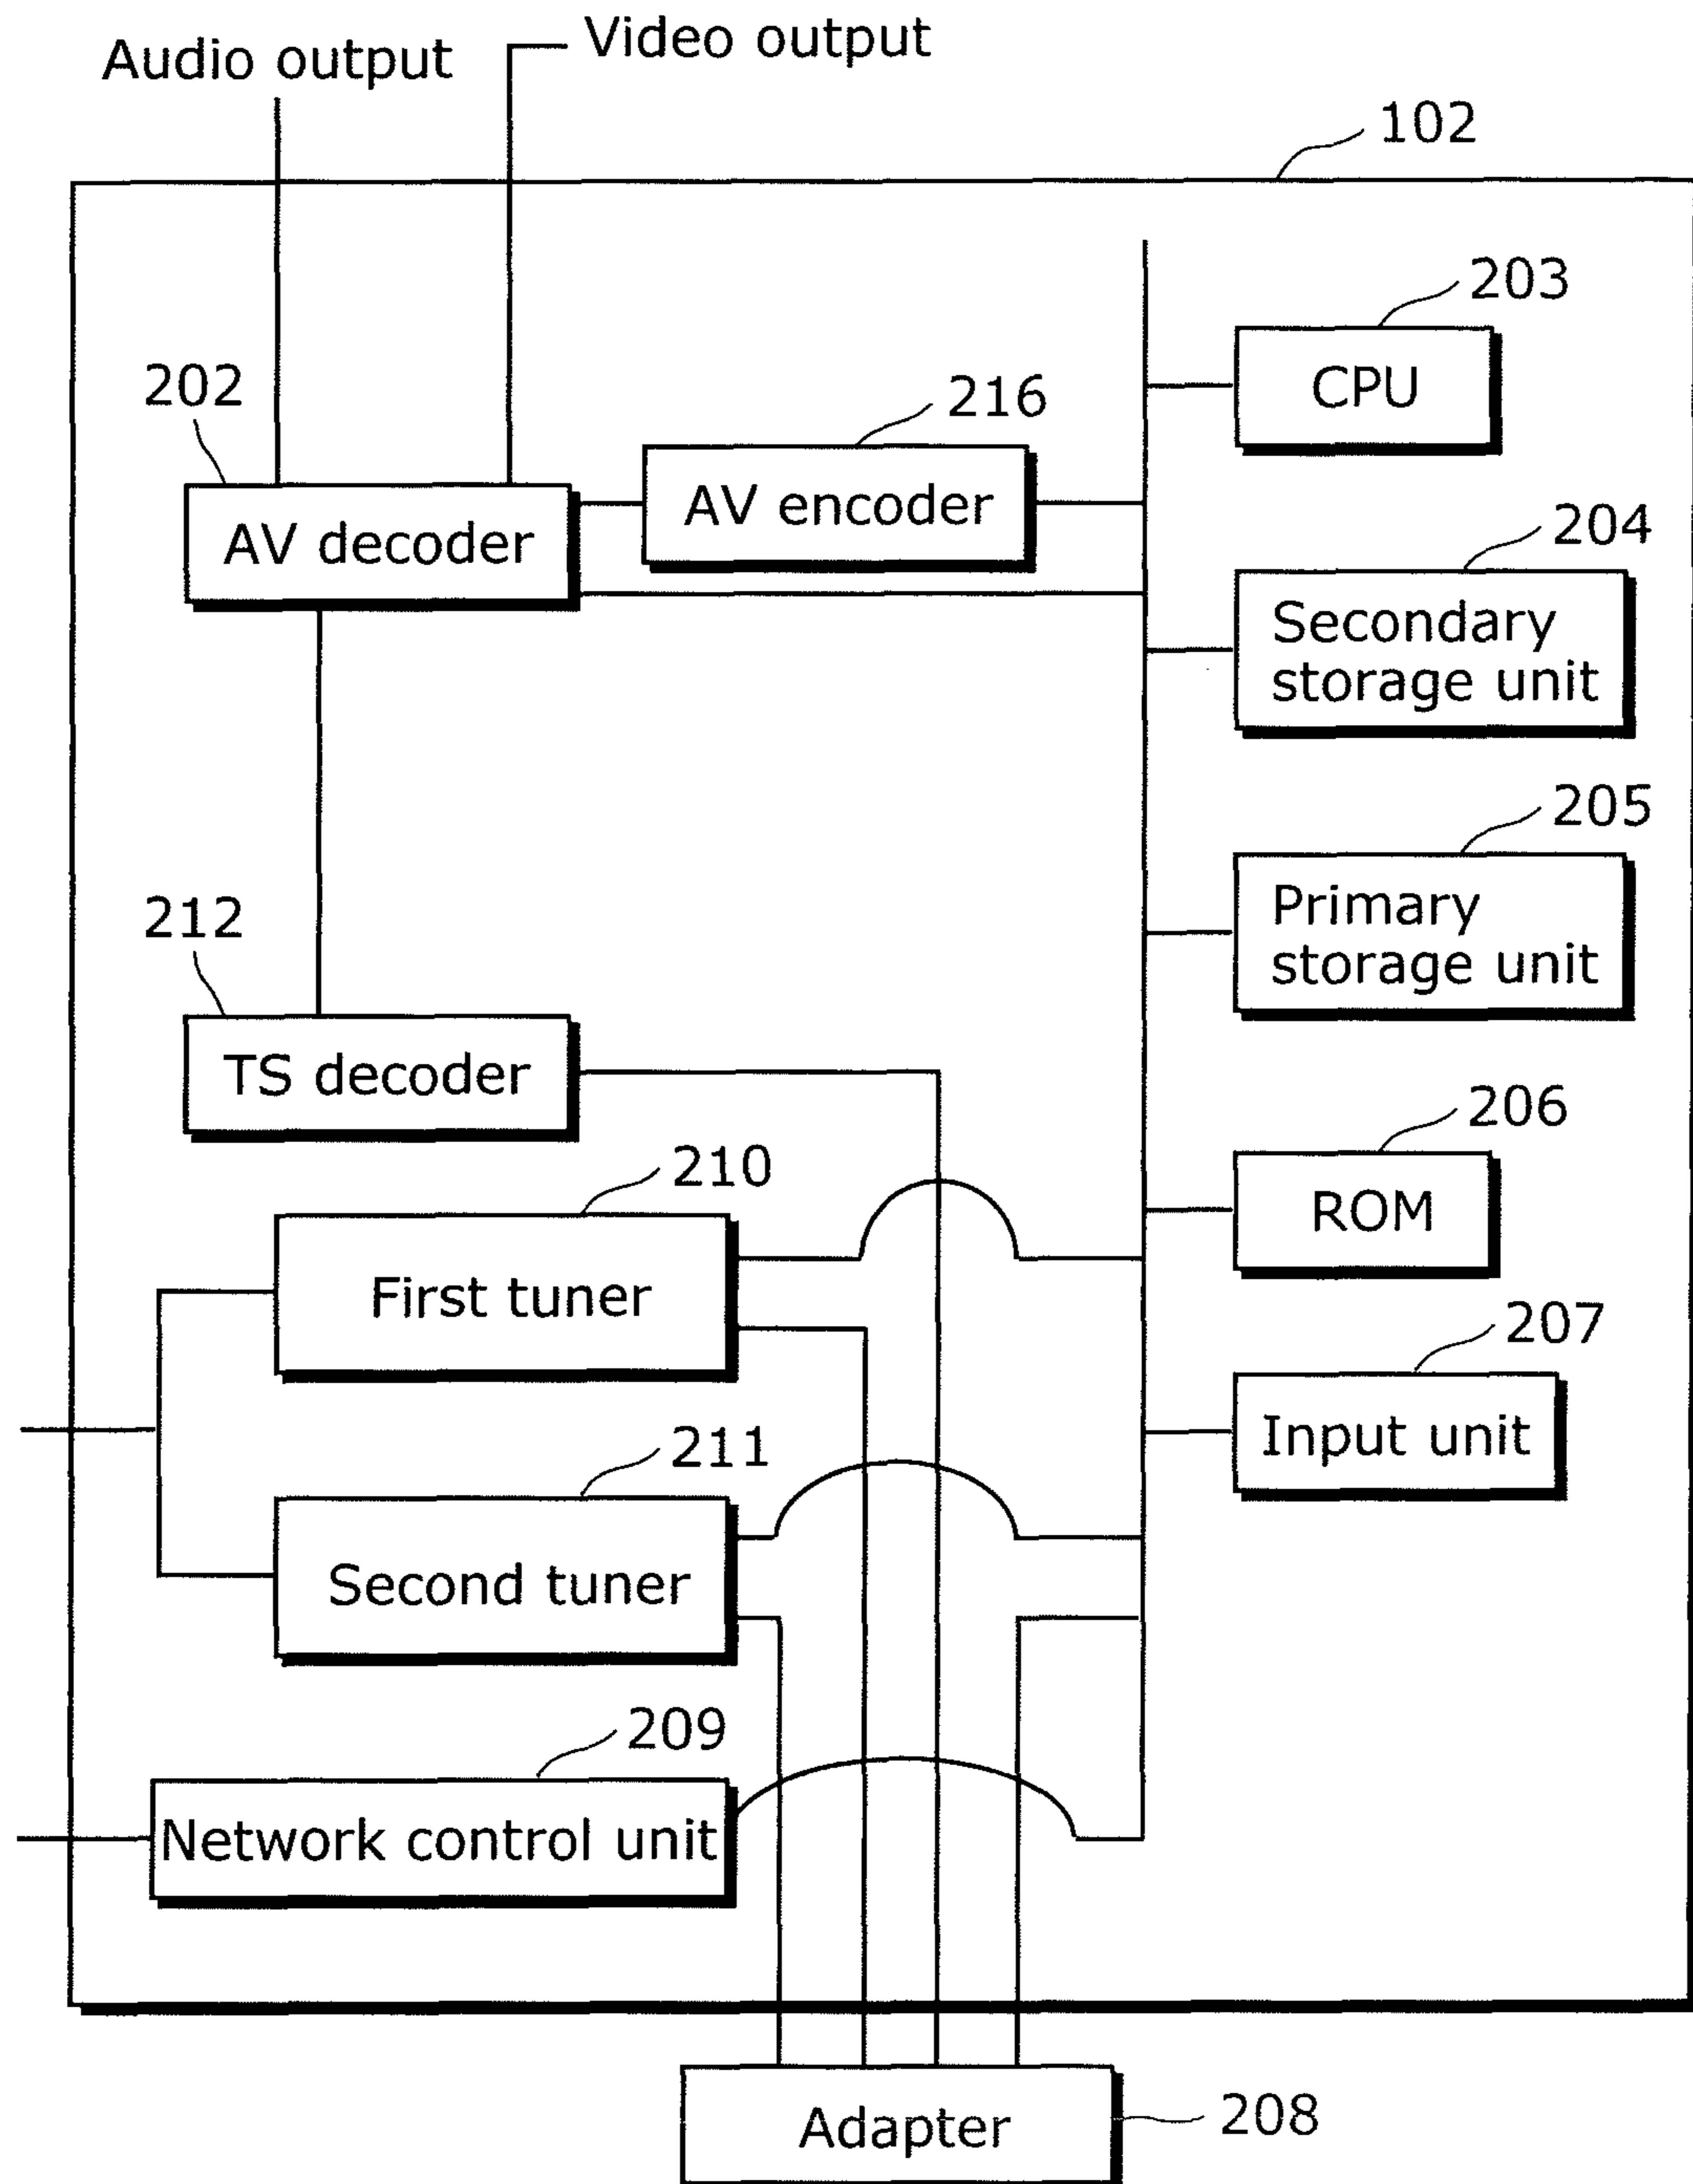 Video output
Audio output
102
203
CPU
202
216
AV encoder
AV decoder
204
Secondary
storage unit
205
Primary
storage unit
212
TS decoder
206
ROM
210
First tuner
207
Input unit
211
Second tuner
209
Network control unit
Adapter
208